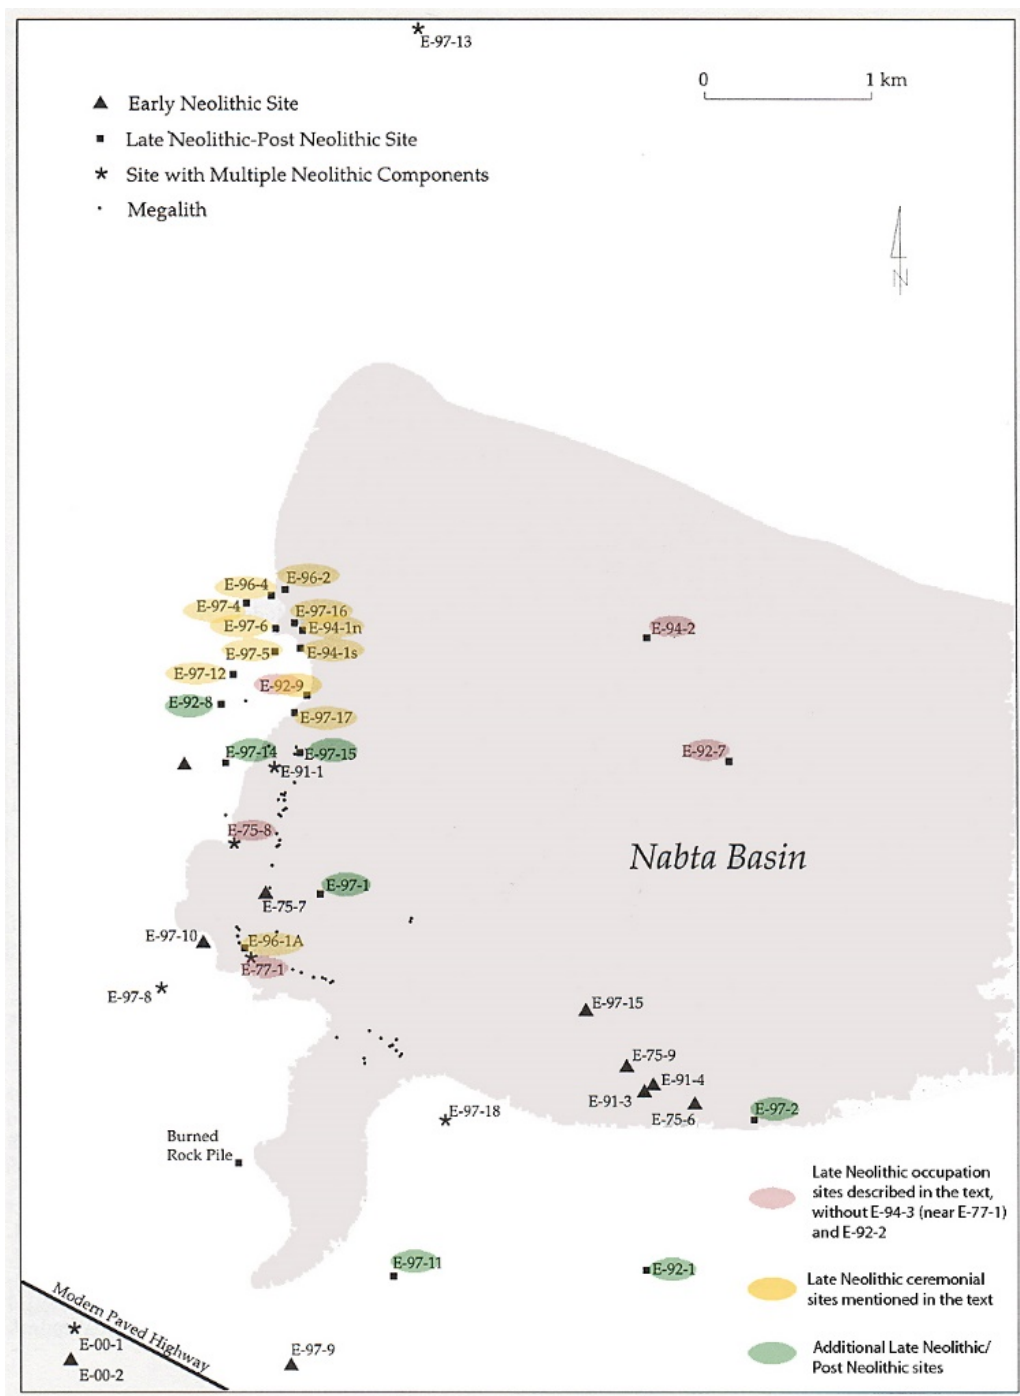 E-97-13
0 1 km
Early Neolithic Site
Late Neolithic-Post Neolithic Site
Site with Multiple Neolithic Components
Megalith
N
E-96-2
E-96-4
E-97-4
E-97-16
E-97-6
E-94-1n
E-94-2
E-97-5
E-94-1s
E-97-12
E-92-9
E-92-8
E-97-17
E-97-14
E-97-15
E-92-7
E-91-1
E-75-8
Nabta Basin
E-97-1
E-75-7
E-97-10
E-96-1A
E-77-1
E-97-8
E-97-15
E-75-9
E-91-4
E-91-3
E-75-6
E-97-2
E-97-18
Burned
Rock Pile
Late Neolithic occupation
sites described in the text,
without E-94-3 (near E-77-1)
and E-92-2
E-97-11
E-92-1
Late Neolithic ceremonial
sites mentioned in the text
Modern Paved Highway
E-00-1
E-00-2
E-97-9
Additional Late Neolithic/
Post Neolithic sites